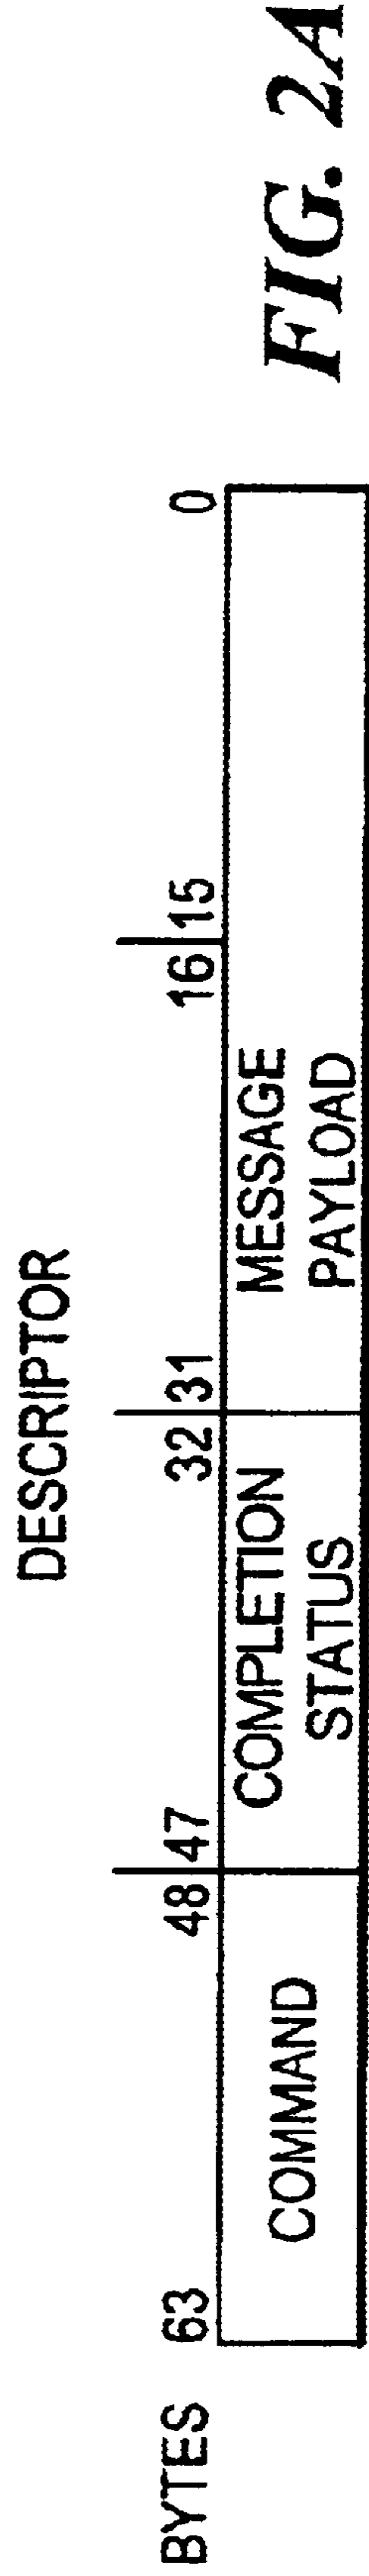 DESCRIPTOR
BYTES 63 48 47 32 31 16 15 0
COMMAND
COMPLETION
STATUS
MESSAGE
PAYLOAD
FIG. 2A